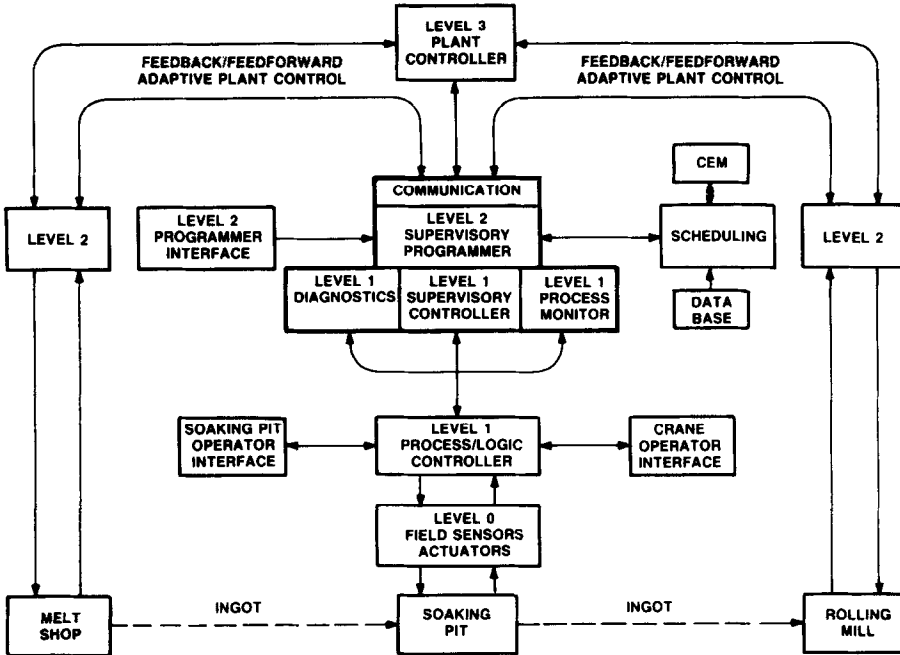 LEVEL 3
PLANT
CONTROLLER
FEEDBACK/FEEDFORWARD
ADAPTIVE PLANT CONTROL
FEEDBACK/FEEDFORWARD
ADAPTIVE PLANT CONTROL
CEM
COMMUNICATION
LEVEL 2
LEVEL 2
PROGRAMMER
INTERFACE
LEVEL 2
SUPERVISORY
PROGRAMMER
SCHEDULING
LEVEL 2
LEVEL 1
DIAGNOSTICS
LEVEL 1
SUPERVISORY
CONTROLLER
LEVEL 1
PROCESS
MONITOR
DATA
BASE
SOAKING PIT
OPERATOR
INTERFACE
LEVEL 1
PROCESS/LOGIC
CONTROLLER
CRANE
OPERATOR
INTERFACE
LEVEL 0
FIELD SENSORS
ACTUATORS
MELT
SHOP
INGOT
SOAKING
PIT
INGOT
ROLLING
MILL